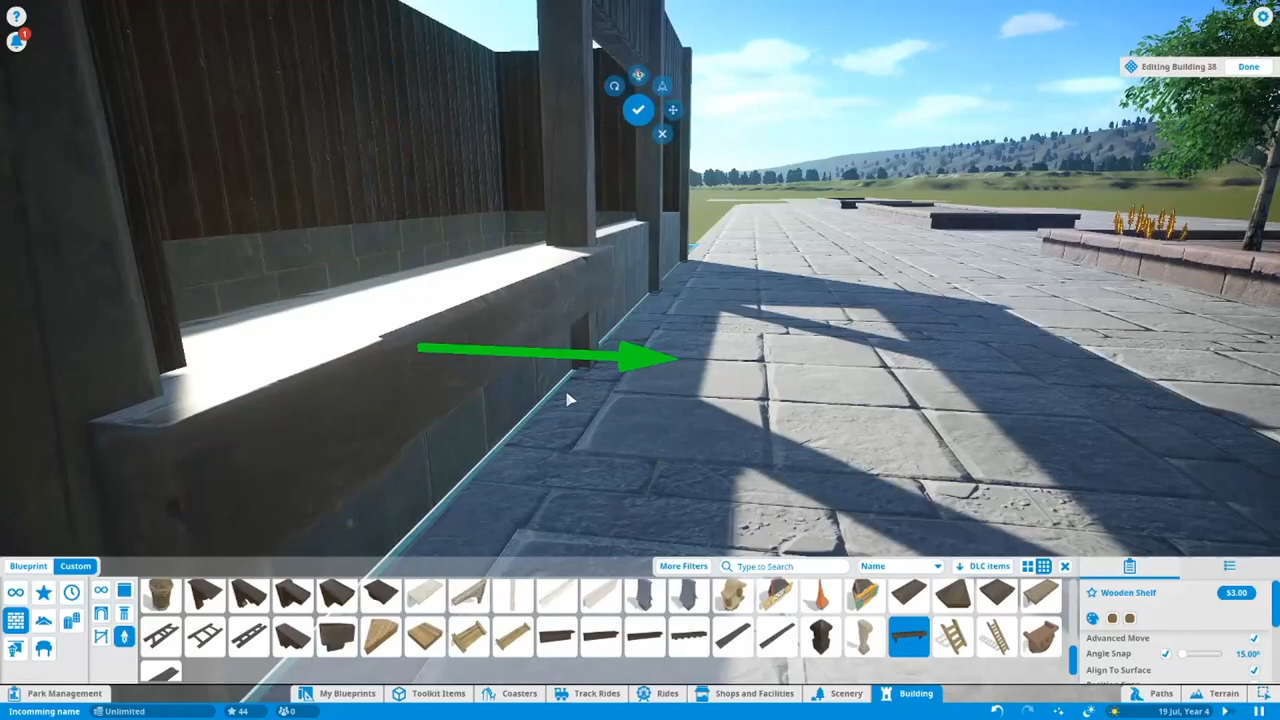 ?
1
Editing Building 38 Done
Blueprint Custom More Filters Type to Search Name DLC items
Wooden Shelf $3.00
Advanced Move
Angle Snap 15.00°
Align To Surface
Park Management My Blueprints Toolkit Items Coasters Track Rides Rides Shops and Facilities Scenery Building Paths Terrain
Incoming name Unlimited 44 0 19 Jul, Year 4